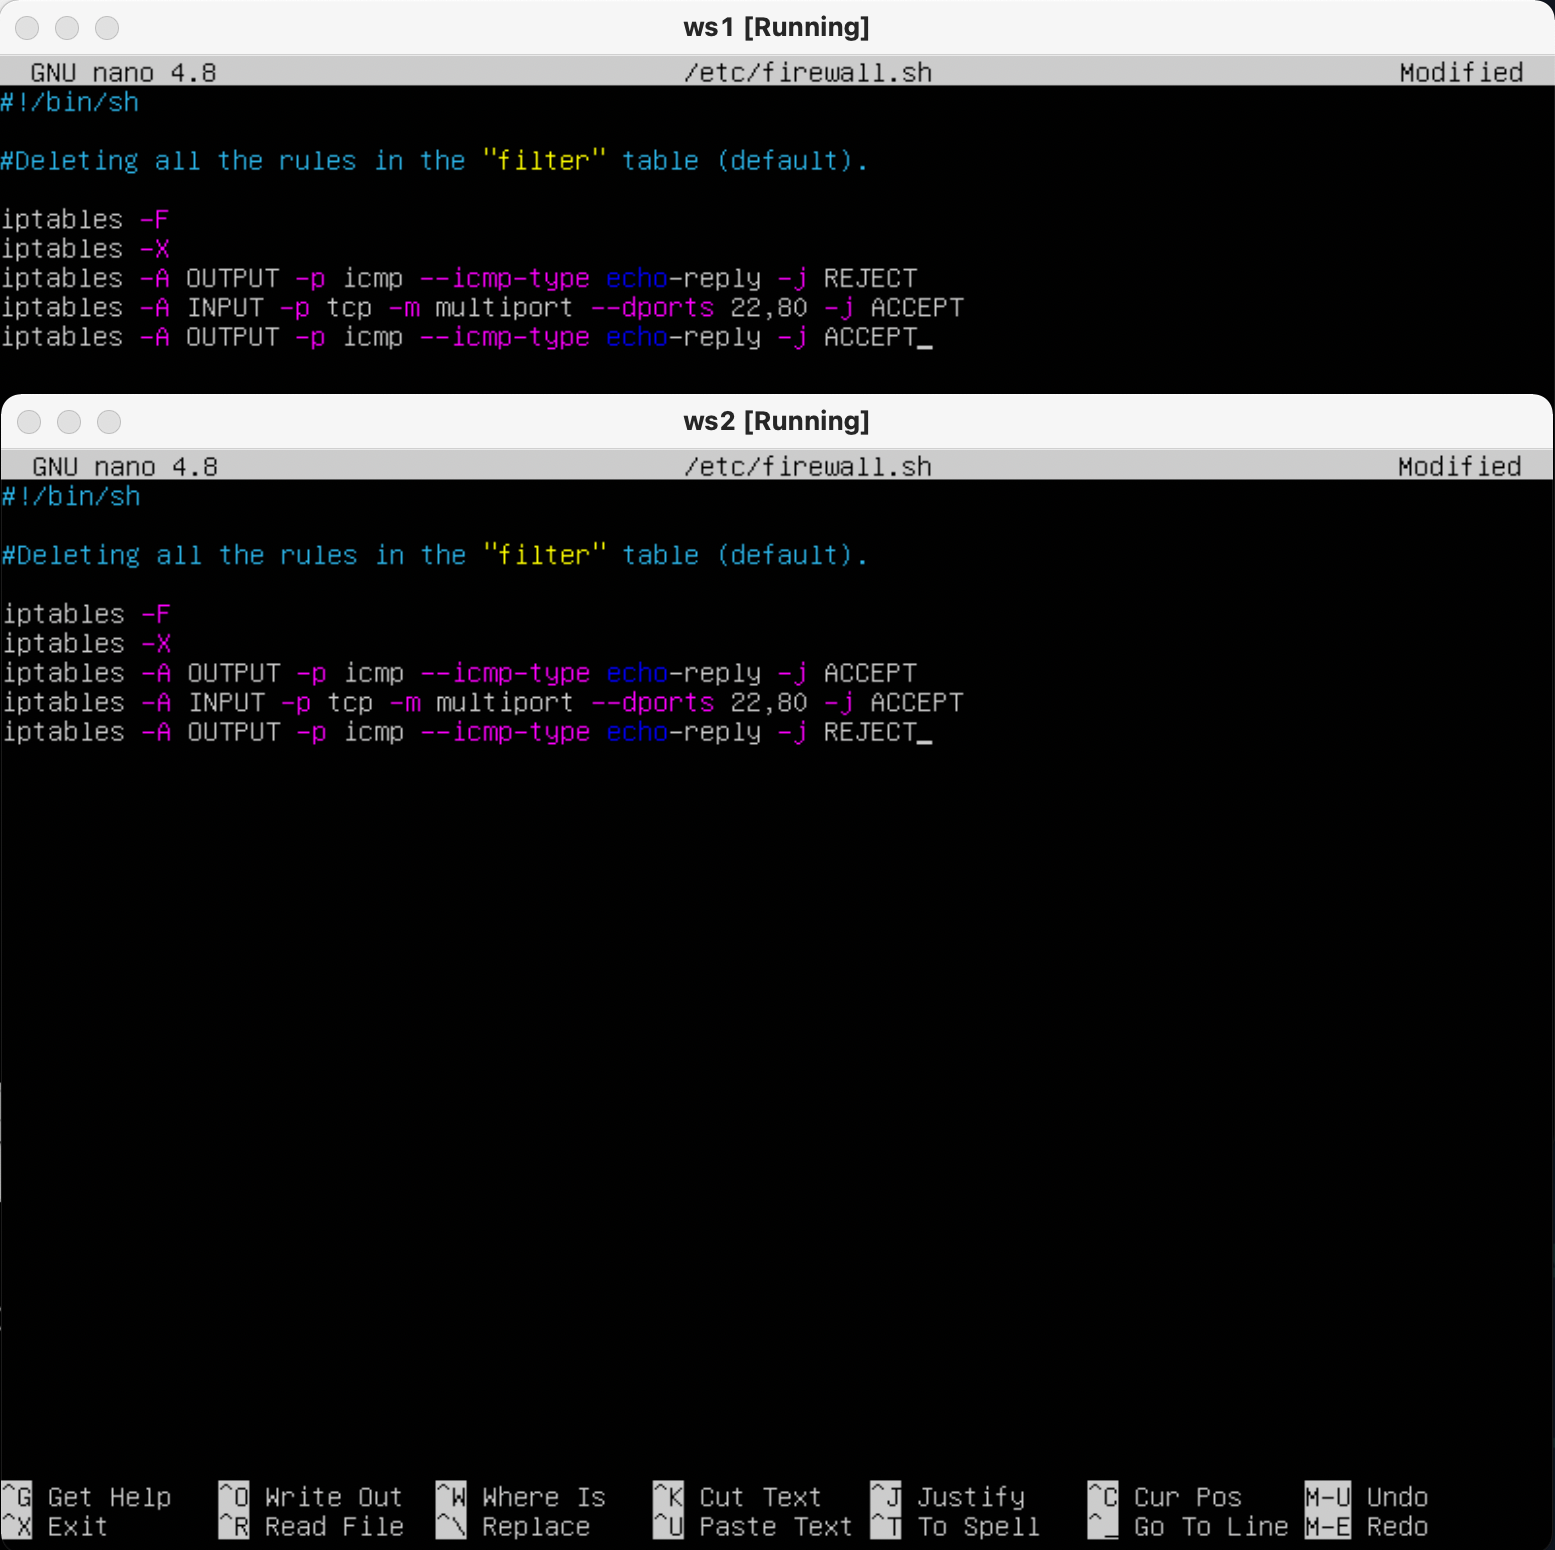 ws1 [Running]
GNU nano 4.8 /etc/firewall.sh Modified
#!/bin/sh
#Deleting all the rules in the "filter" table (default).
iptables -F
iptables -X
iptables -A OUTPUT -p icmp --icmp-type echo-reply -j REJECT
iptables -A INPUT -p tcp -m multiport --dports 22,80 -j ACCEPT
iptables -A OUTPUT -p icmp --icmp-type echo-reply -j ACCEPT_
ws2 [Running]
GNU nano 4.8 /etc/firewall.sh Modified
#!/bin/sh
#Deleting all the rules in the "filter" table (default).
iptables -F
iptables -X
iptables -A OUTPUT -p icmp --icmp-type echo-reply -j ACCEPT
iptables -A INPUT -p tcp -m multiport --dports 22,80 -j ACCEPT
iptables -A OUTPUT -p icmp --icmp-type echo-reply -j REJECT_
^G Get Help ^O Write Out ^W Where Is ^K Cut Text ^J Justify ^C Cur Pos M-U Undo
^X Exit ^R Read File ^\ Replace ^U Paste Text ^T To Spell ^_ Go To Line M-E Redo